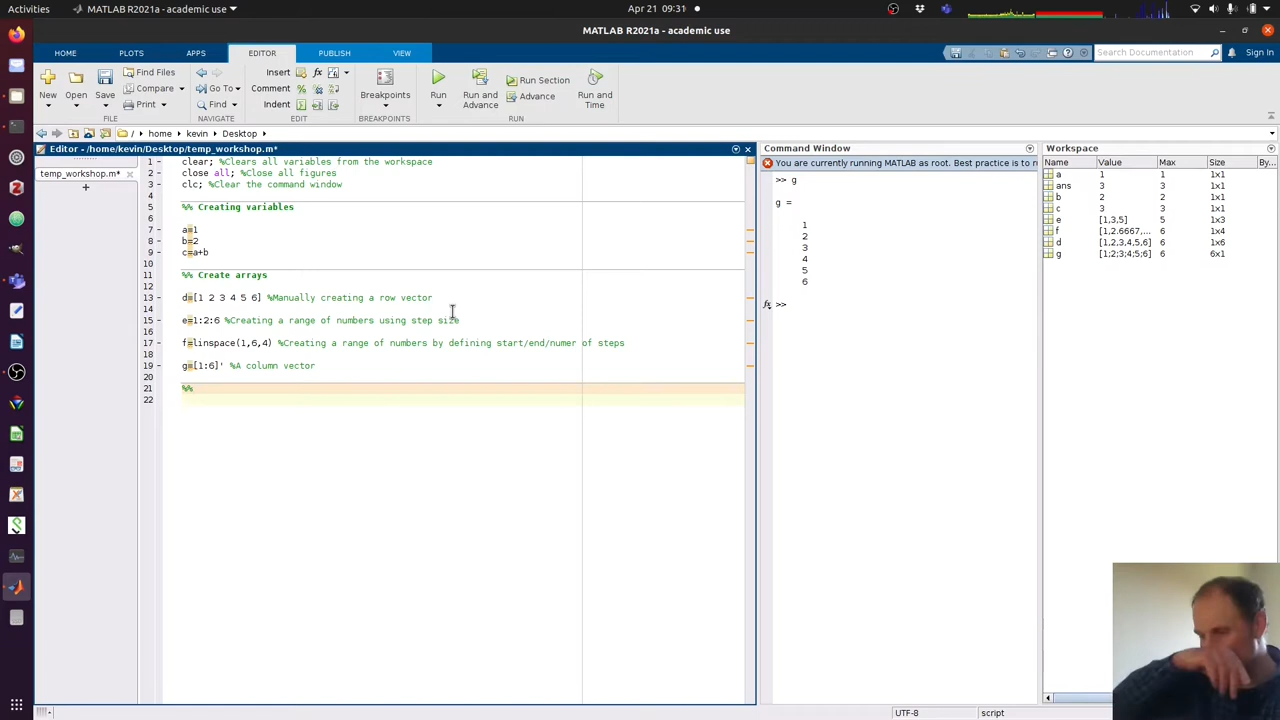 Activities
MATLAB R2021a - academic use
Apr 21 09:31
MATLAB R2021a - academic use
HOME
PLOTS
APPS
EDITOR
PUBLISH
VIEW
Search Documentation
Sign In
New
Open
Save
Find Files
Compare
Print
Go To
Find
Insert
Comment
Indent
Breakpoints
Run
Run and Advance
Run Section
Advance
Run and Time
FILE
NAVIGATE
EDIT
BREAKPOINTS
RUN
/ home kevin Desktop
Editor - /home/kevin/Desktop/temp_workshop.m*
temp_workshop.m*
1 clear; %Clears all variables from the workspace
2 close all; %Close all figures
3 clc; %Clear the command window
4
5 %% Creating variables
6
7 a=1
8 b=2
9 c=a+b
10
11 %% Create arrays
12
13 d=[1 2 3 4 5 6] %Manually creating a row vector
14
15 e=1:2:6 %Creating a range of numbers using step size
16
17 f=linspace(1,6,4) %Creating a range of numbers by defining start/end/numer of steps
18
19 g=[1:6]' %A column vector
20
21 %%
22
Command Window
You are currently running MATLAB as root. Best practice is to r
>> g
g =
1
2
3
4
5
6
fx >>
Workspace
Name Value Max Size By...
a 1 1 1x1
ans 3 3 1x1
b 2 2 1x1
c 3 3 1x1
e [1,3,5] 5 1x3
f [1,2.6667,... 6 1x4
d [1,2,3,4,5,6] 6 1x6
g [1;2;3;4;5;6] 6 6x1
UTF-8
script